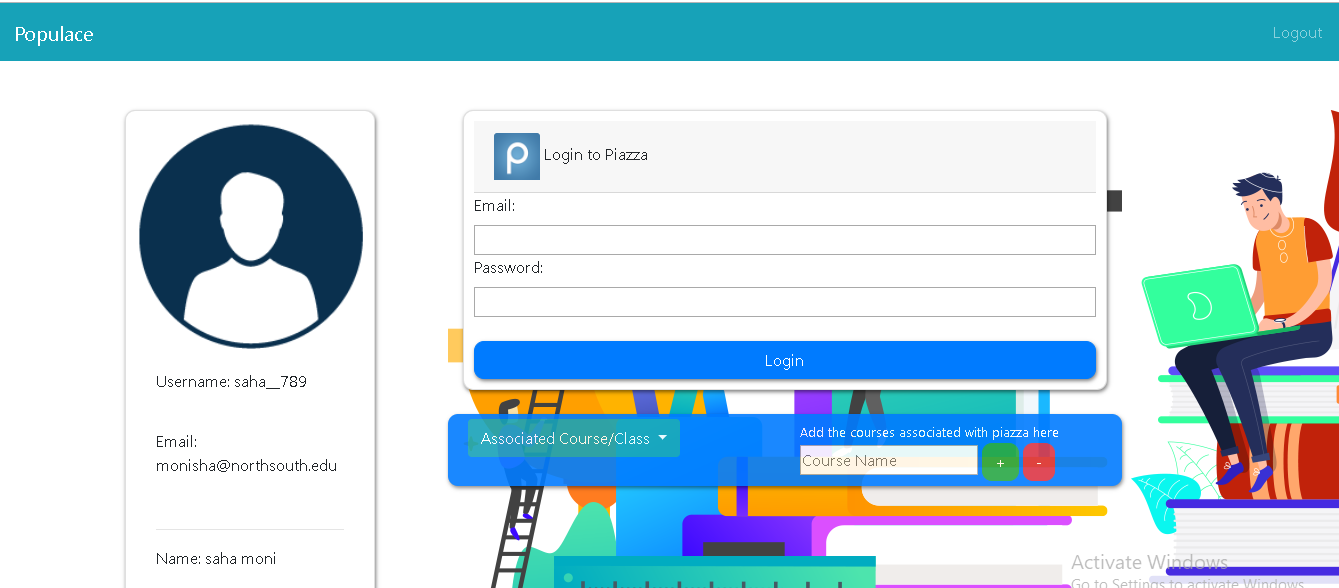 Populace
Logout
Login to Piazza
Email:
Password:
Login
Username: saha__789
Email:
monisha@northsouth.edu
Name: saha moni
Associated Course/Class
Add the courses associated with piazza here
Course Name
+
-
Activate Windows
Go to Settings to activate Windows.